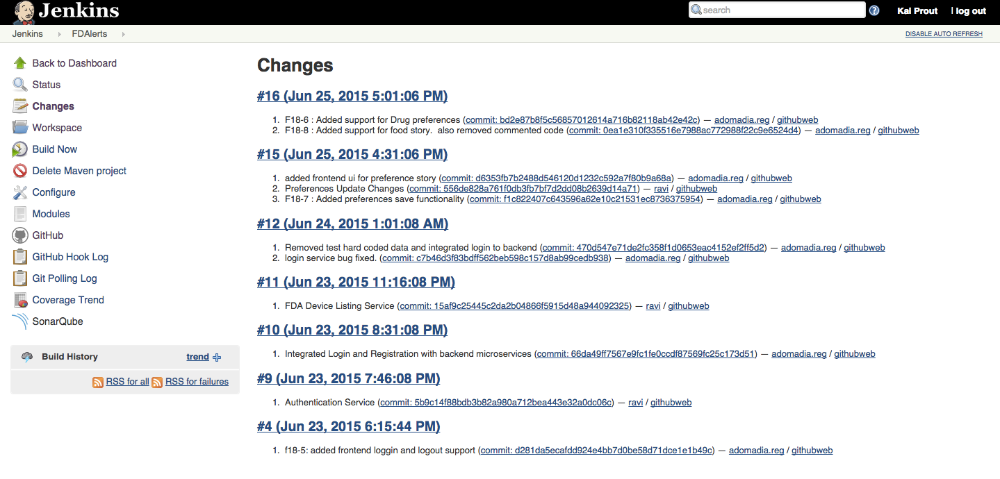 Jenkins
search
? Kal Prout | log out
Jenkins FDAlerts DISABLE AUTO REFRESH
Back to Dashboard
Status
Changes
Workspace
Build Now
Delete Maven project
Configure
Modules
GitHub
GitHub Hook Log
Git Polling Log
Coverage Trend
SonarQube
Build History trend
RSS for all RSS for failures
Changes
#16 (Jun 25, 2015 5:01:06 PM)
1. F18-6 : Added support for Drug preferences (commit: bd2e87b8f5c56857012614a716b82118ab42e42c) — adomadia.reg / githubweb
2. F18-8 : Added support for food story. also removed commented code (commit: 0ea1e310f335516e7988ac772988f22c9e6524d4) — adomadia.reg / githubweb
#15 (Jun 25, 2015 4:31:06 PM)
1. added frontend ui for preference story (commit: d6353fb7b2488d546120d1232c592a7f80b9a68a) — adomadia.reg / githubweb
2. Preferences Update Changes (commit: 556de828a761f0db3fb7bf7d2dd08b2639d14a71) — ravi / githubweb
3. F18-7 : Added preferences save functionality (commit: f1c822407c643596a62e10c21531ec8736375954) — adomadia.reg / githubweb
#12 (Jun 24, 2015 1:01:08 AM)
1. Removed test hard coded data and integrated login to backend (commit: 470d547e71de2fc358f1d0653eac4152ef2ff5d2) — adomadia.reg / githubweb
2. login service bug fixed. (commit: c7b46d3f83bdff562beb598c157d8ab99cedb938) — adomadia.reg / githubweb
#11 (Jun 23, 2015 11:16:08 PM)
1. FDA Device Listing Service (commit: 15af9c25445c2da2b04866f5915d48a944092325) — ravi / githubweb
#10 (Jun 23, 2015 8:31:08 PM)
1. Integrated Login and Registration with backend microservices (commit: 66da49ff7567e9fc1fe0ccdf87569fc25c173d51) — adomadia.reg / githubweb
#9 (Jun 23, 2015 7:46:08 PM)
1. Authentication Service (commit: 5b9c14f88bdb3b82a980a712bea443e32a0dc06c) — ravi / githubweb
#4 (Jun 23, 2015 6:15:44 PM)
1. f18-5: added frontend loggin and logout support (commit: d281da5ecafdd924e4bb7d0be58d71dce1e1b49c) — adomadia.reg / githubweb